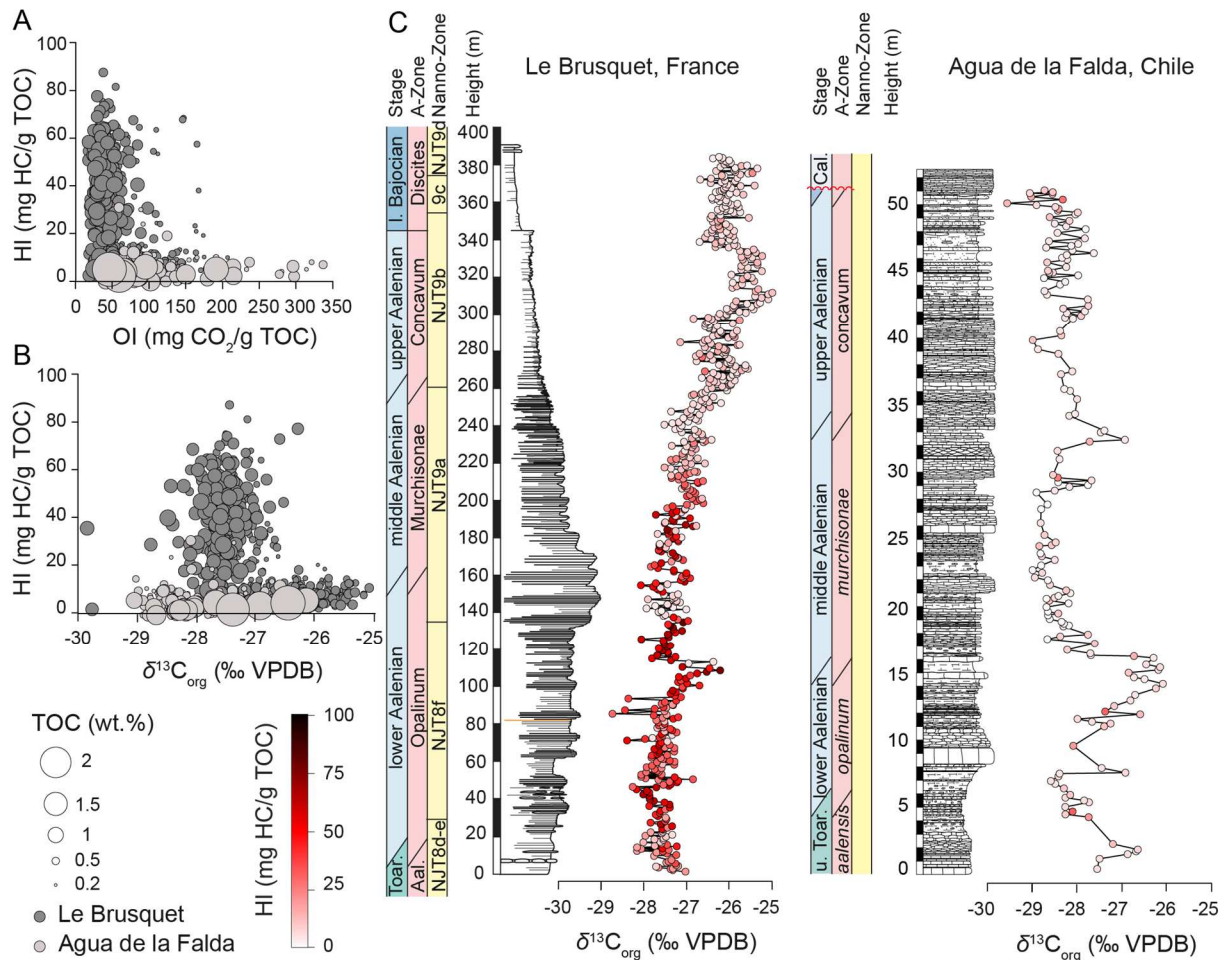 A
HI (mg HC/g TOC)
100
80
60
40
20
0
0 50 100 150 200 250 300 350
OI (mg CO₂/g TOC)
B
HI (mg HC/g TOC)
100
80
60
40
20
0
-30 -29 -28 -27 -26 -25
δ¹³C_org (‰ VPDB)
TOC (wt.%)
2
1.5
1
0.5
0.2
Le Brusquet
Agua de la Falda
HI (mg HC/g TOC)
100
75
50
25
0
C
Le Brusquet, France
Stage
A-Zone
Nanno-Zone
Height (m)
Toar.
lower Aalenian
middle Aalenian
upper Aalenian
l. Bajocian
Aal.
Opalinum
Murchisonae
Concavum
Discites
NJT8d-e
NJT8f
NJT9a
NJT9b
9c
NJT9d
400
380
360
340
320
300
280
260
240
220
200
180
160
140
120
100
80
60
40
20
0
-30 -29 -28 -27 -26 -25
δ¹³C_org (‰ VPDB)
Agua de la Falda, Chile
Stage
A-Zone
Nanno-Zone
Height (m)
u. Toar.
lower Aalenian
middle Aalenian
upper Aalenian
Cal.
aalensis
opalinum
murchisonae
concavum
50
45
40
35
30
25
20
15
10
5
0
-30 -29 -28 -27 -26 -25
δ¹³C_org (‰ VPDB)